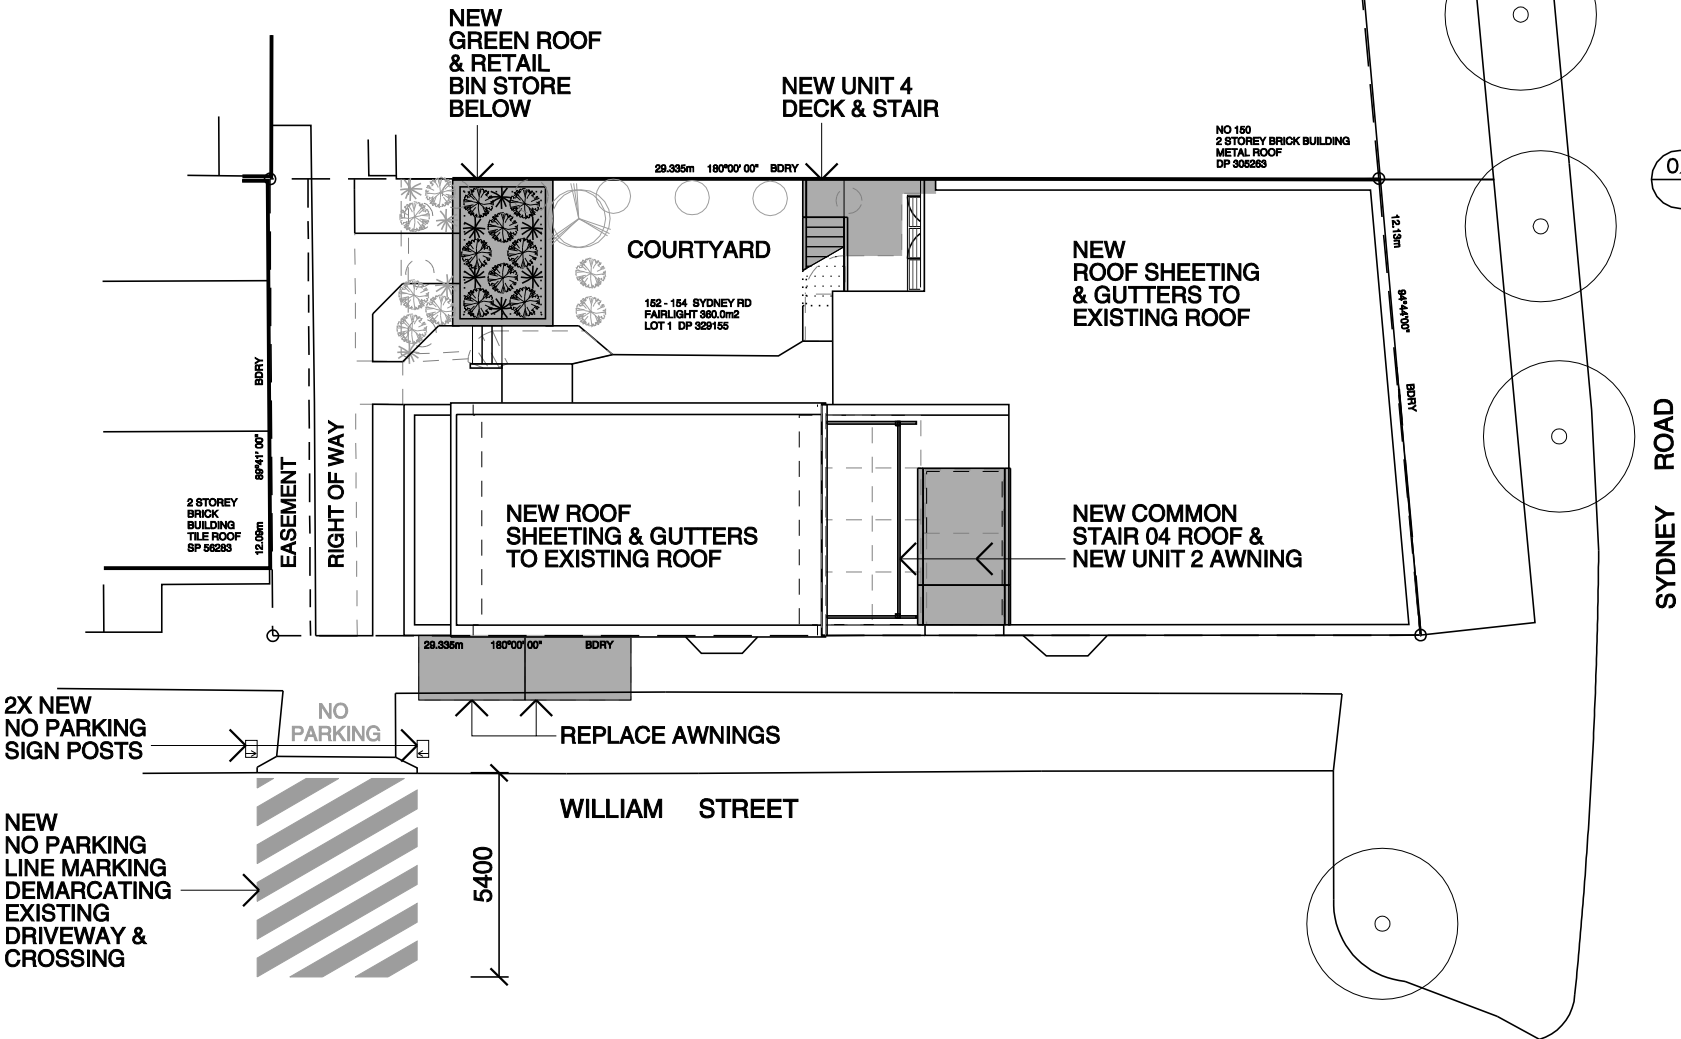 NEW
GREEN ROOF
& RETAIL
BIN STORE
BELOW
NEW UNIT 4
DECK & STAIR
NO 150
2 STOREY BRICK BUILDING
METAL ROOF
DP 305263
29.335m 180°00' 00" BDRY
COURTYARD
152 - 154 SYDNEY RD
FAIRLIGHT 360.0m2
LOT 1 DP 329155
NEW
ROOF SHEETING
& GUTTERS TO
EXISTING ROOF
12.13m
94°44'00"
BDRY
SYDNEY ROAD
BDRY
89°41' 00"
12.09m
2 STOREY
BRICK
BUILDING
TILE ROOF
SP 56283
EASEMENT
RIGHT OF WAY
NEW ROOF
SHEETING & GUTTERS
TO EXISTING ROOF
NEW COMMON
STAIR 04 ROOF &
NEW UNIT 2 AWNING
29.335m 180°00' 00" BDRY
2X NEW
NO PARKING
SIGN POSTS
NO
PARKING
REPLACE AWNINGS
WILLIAM STREET
5400
NEW
NO PARKING
LINE MARKING
DEMARCATING
EXISTING
DRIVEWAY &
CROSSING